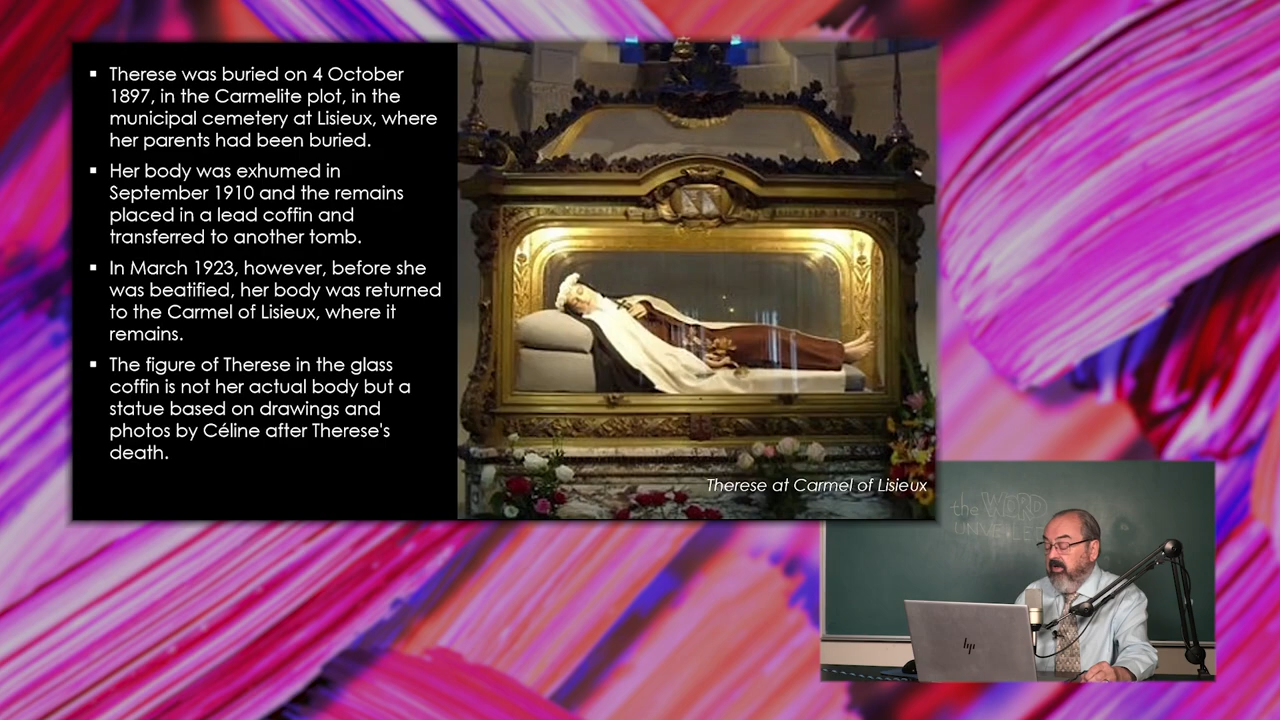 ▪ Therese was buried on 4 October
1897, in the Carmelite plot, in the
municipal cemetery at Lisieux, where
her parents had been buried.
▪ Her body was exhumed in
September 1910 and the remains
placed in a lead coffin and
transferred to another tomb.
▪ In March 1923, however, before she
was beatified, her body was returned
to the Carmel of Lisieux, where it
remains.
▪ The figure of Therese in the glass
coffin is not her actual body but a
statue based on drawings and
photos by Céline after Therese's
death.
Therese at Carmel of Lisieux
the WORD
UNVEILED
hp